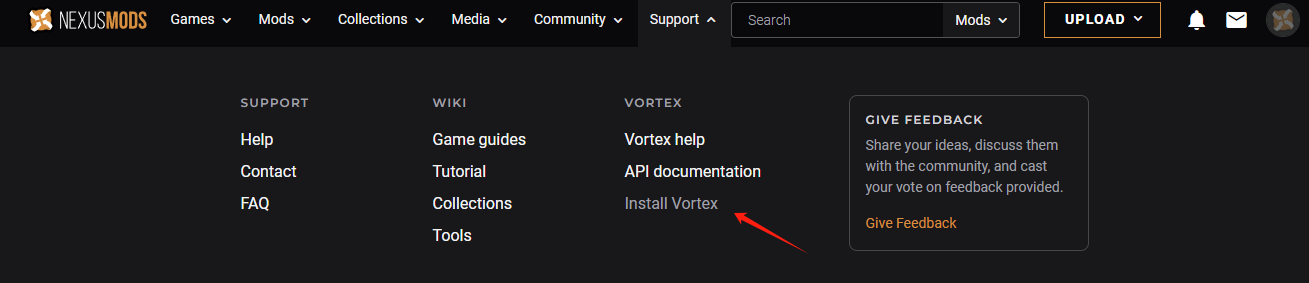 NEXUSMODS Games Mods Collections Media Community Support Search Mods UPLOAD
SUPPORT
Help
Contact
FAQ
WIKI
Game guides
Tutorial
Collections
Tools
VORTEX
Vortex help
API documentation
Install Vortex
GIVE FEEDBACK
Share your ideas, discuss them
with the community, and cast
your vote on feedback provided.
Give Feedback